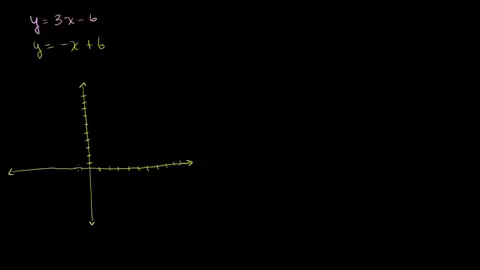 y = 3x - 6
y = -x + 6